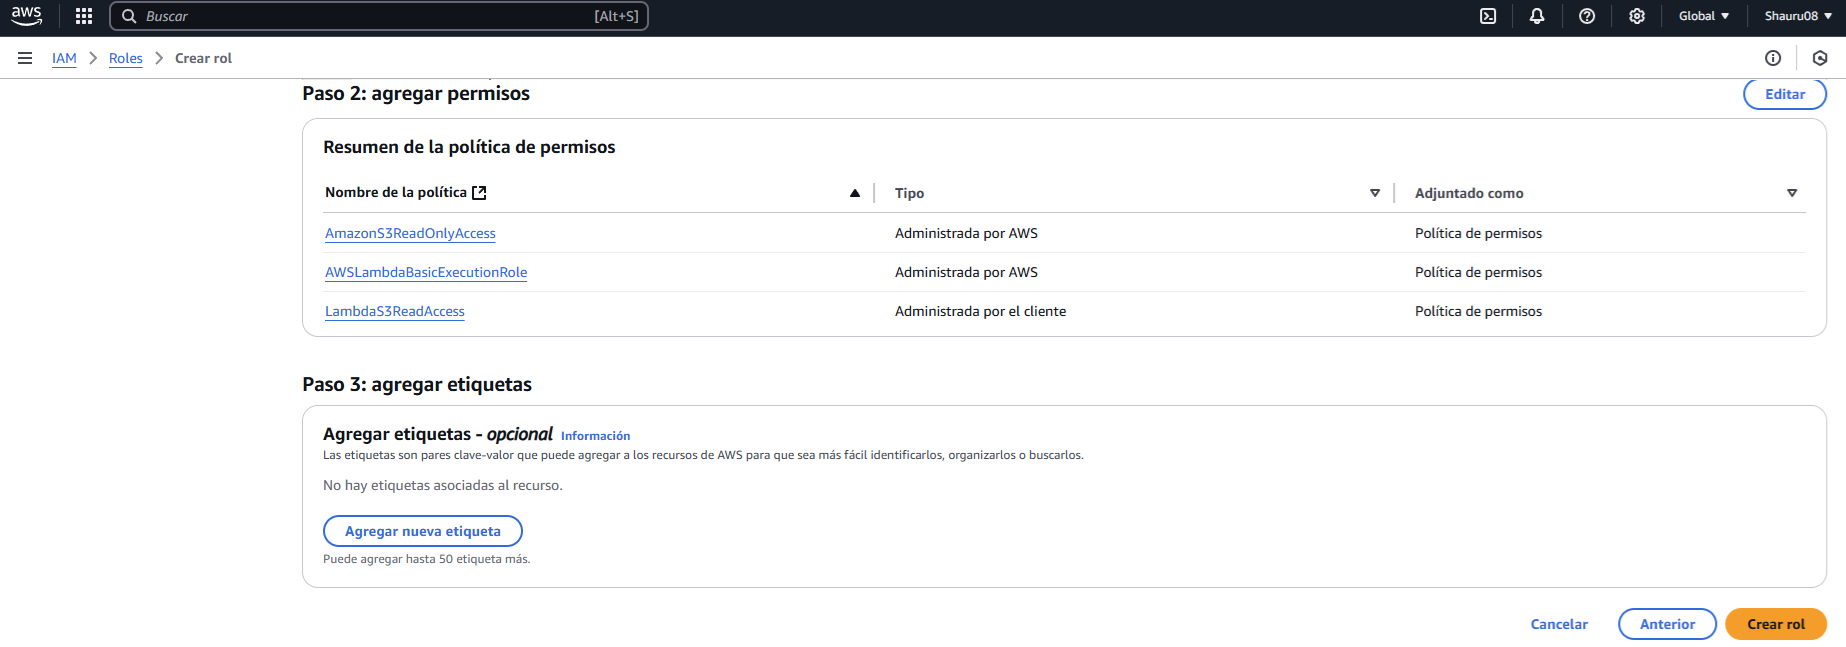 aws
Buscar [Alt+S] Global Shauru08
IAM Roles Crear rol
Paso 2: agregar permisos Editar
Resumen de la política de permisos
Nombre de la política Tipo Adjuntado como
AmazonS3ReadOnlyAccess Administrada por AWS Política de permisos
AWSLambdaBasicExecutionRole Administrada por AWS Política de permisos
LambdaS3ReadAccess Administrada por el cliente Política de permisos
Paso 3: agregar etiquetas
Agregar etiquetas - opcional Información
Las etiquetas son pares clave-valor que puede agregar a los recursos de AWS para que sea más fácil identificarlos, organizarlos o buscarlos.
No hay etiquetas asociadas al recurso.
Agregar nueva etiqueta
Puede agregar hasta 50 etiqueta más.
Cancelar Anterior Crear rol